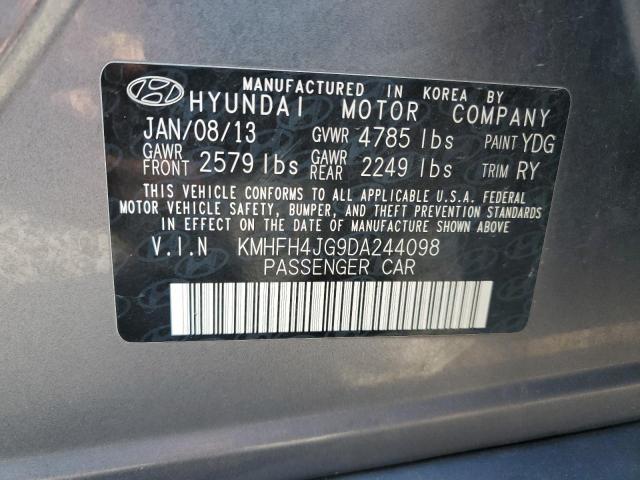 MANUFACTURED IN KOREA BY
HYUNDAI MOTOR COMPANY
JAN/08/13 GVWR 4785 lbs PAINT YDG
GAWR FRONT 2579 lbs GAWR REAR 2249 lbs TRIM RY
THIS VEHICLE CONFORMS TO ALL APPLICABLE U.S.A. FEDERAL
MOTOR VEHICLE SAFETY, BUMPER, AND THEFT PREVENTION STANDARDS
IN EFFECT ON THE DATE OF MANUFACTURE SHOWN ABOVE
V.I.N KMHFH4JG9DA244098
PASSENGER CAR